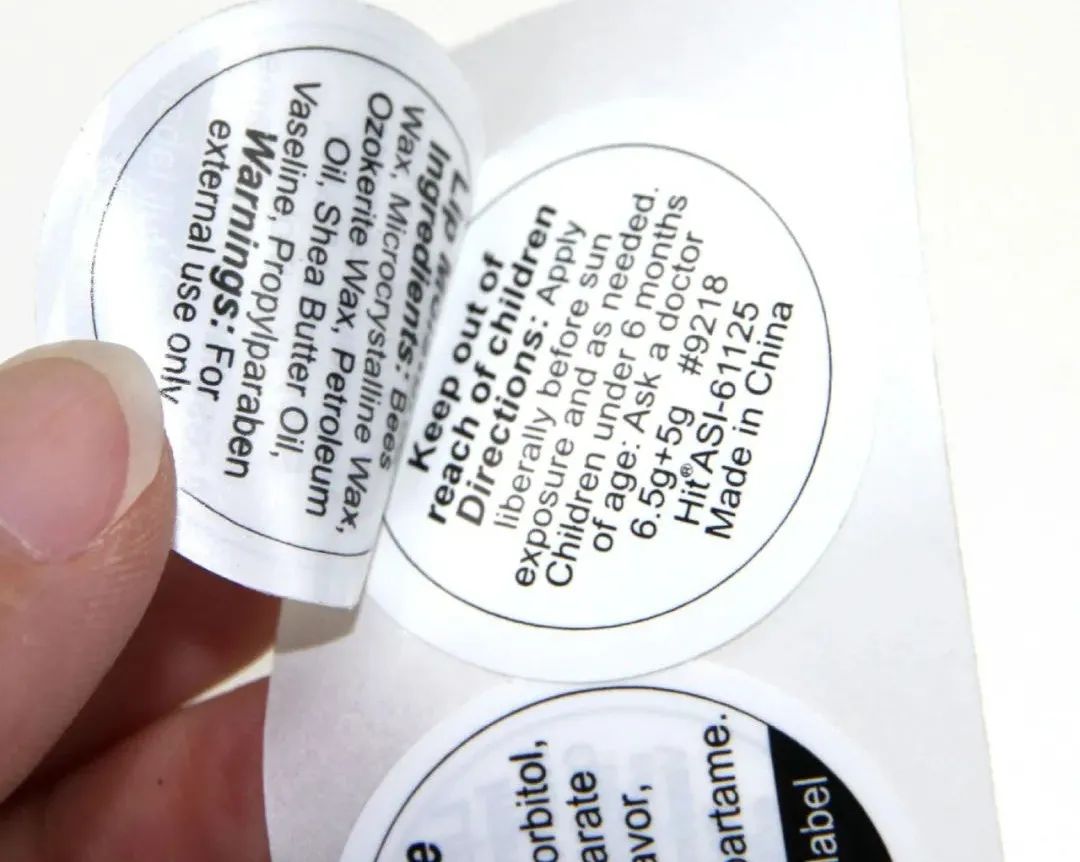 Lip
Ingredients: Bees
Wax, Microcrystalline Wax,
Ozokerite Wax, Petroleum
Oil, Shea Butter Oil,
Vaseline, Propylparaben
Warnings: For
external use only
Keep out of
reach of children
Directions: Apply
liberally before sun
exposure and as needed.
Children under 6 months
of age: Ask a doctor
6.5g+5g #9218
Hit®ASI-61125
Made in China
orbitol,
arate
avor,
partame.
label